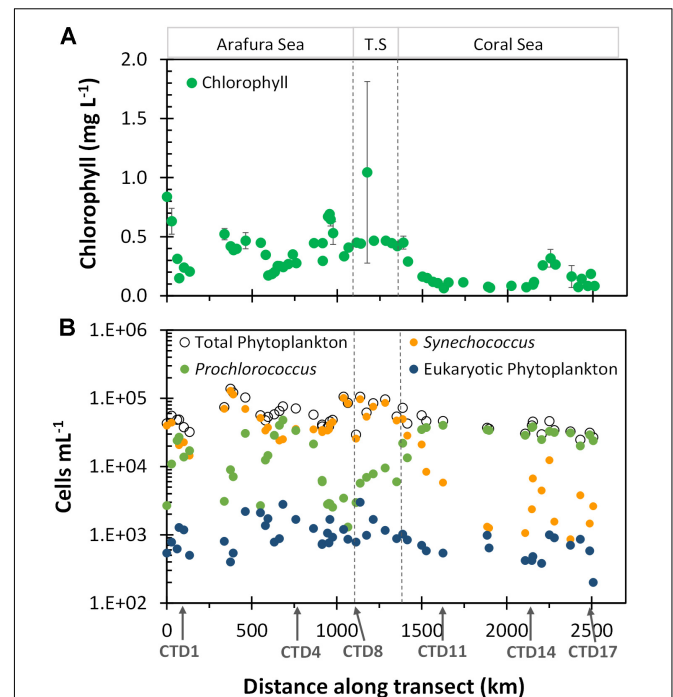 A
Arafura Sea
T.S
Coral Sea
2.0
1.5
1.0
0.5
0.0
Chlorophyll (mg L-1)
Chlorophyll
B
1.E+06
1.E+05
1.E+04
1.E+03
1.E+02
Cells mL-1
Total Phytoplankton
Synechococcus
Prochlorococcus
Eukaryotic Phytoplankton
0 500 1000 1500 2000 2500
CTD1 CTD4 CTD8 CTD11 CTD14 CTD17
Distance along transect (km)